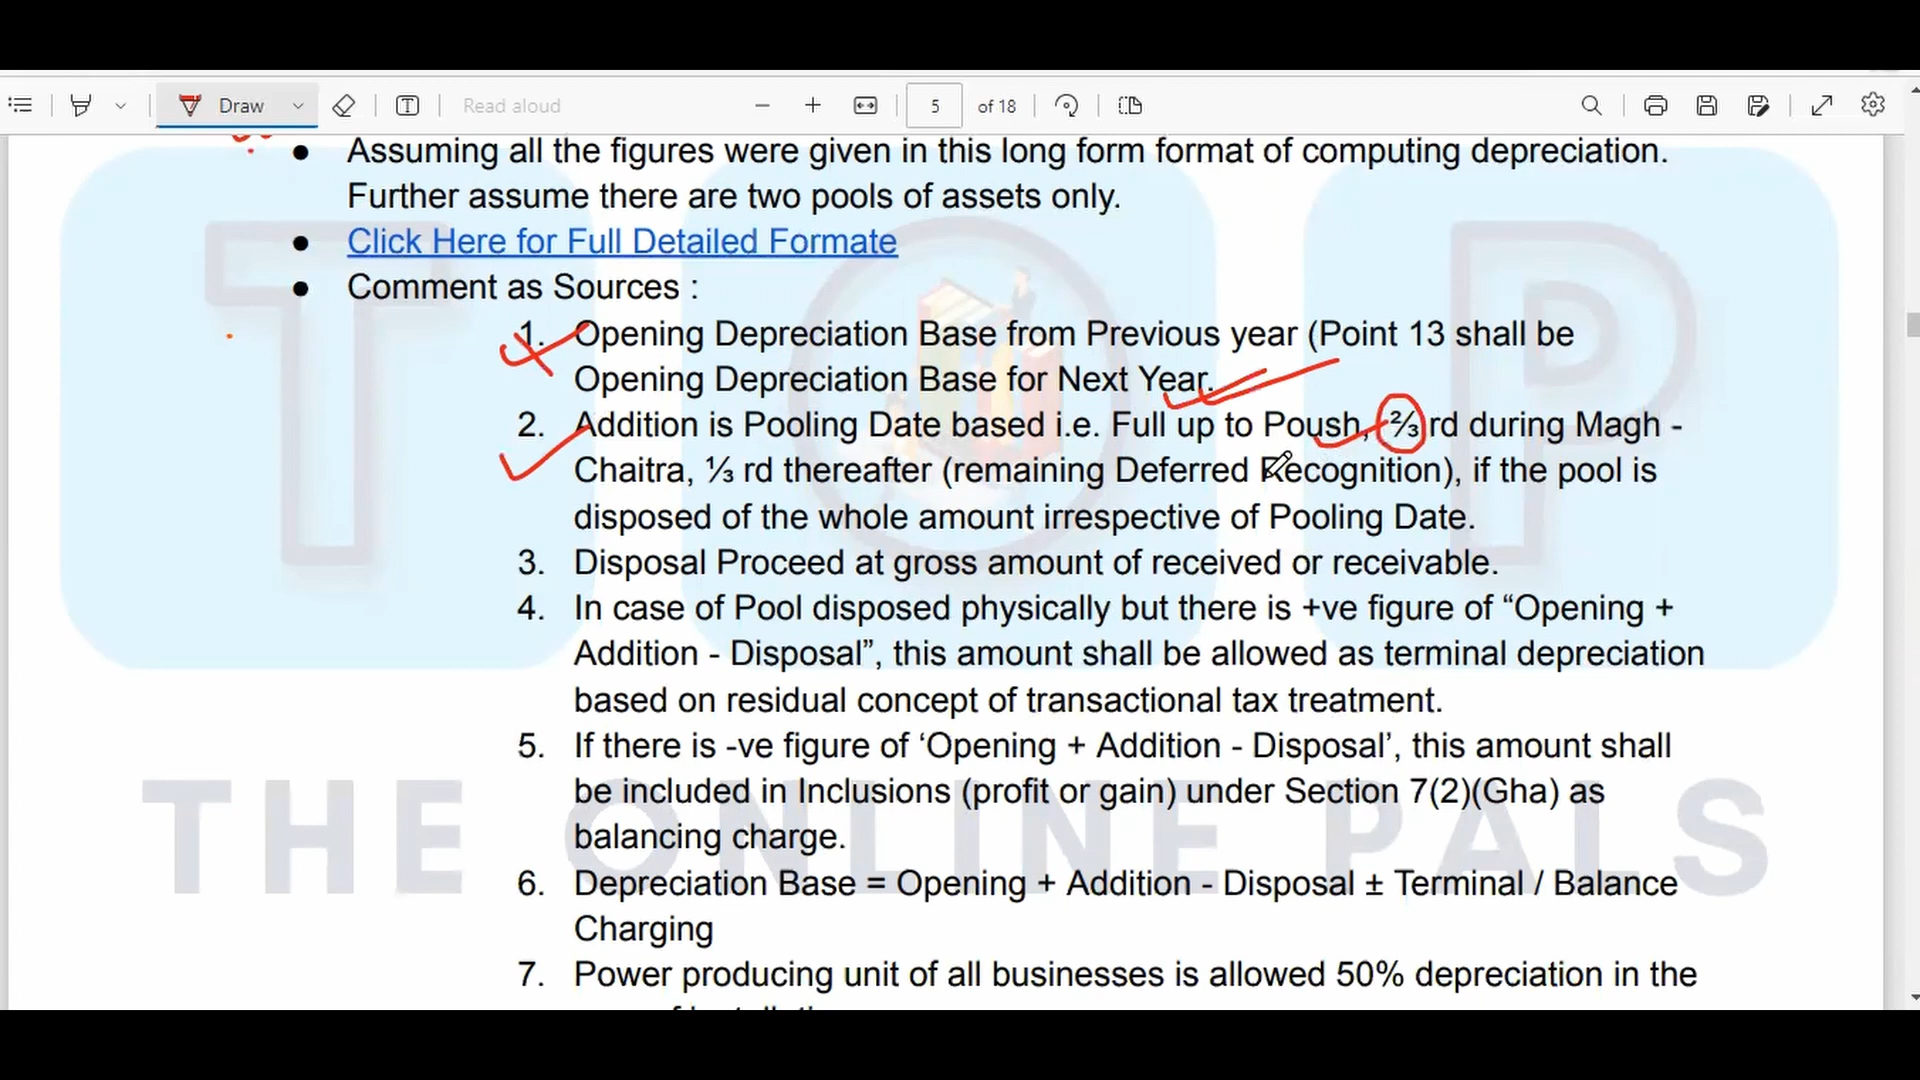 Draw
Read aloud
5
of 18
Assuming all the figures were given in this long form format of computing depreciation.
Further assume there are two pools of assets only.
Click Here for Full Detailed Formate
Comment as Sources :
1. Opening Depreciation Base from Previous year (Point 13 shall be
Opening Depreciation Base for Next Year.
2. Addition is Pooling Date based i.e. Full up to Poush, ⅔ rd during Magh -
Chaitra, ⅓ rd thereafter (remaining Deferred Recognition), if the pool is
disposed of the whole amount irrespective of Pooling Date.
3. Disposal Proceed at gross amount of received or receivable.
4. In case of Pool disposed physically but there is +ve figure of “Opening +
Addition - Disposal”, this amount shall be allowed as terminal depreciation
based on residual concept of transactional tax treatment.
5. If there is -ve figure of ‘Opening + Addition - Disposal’, this amount shall
be included in Inclusions (profit or gain) under Section 7(2)(Gha) as
balancing charge.
6. Depreciation Base = Opening + Addition - Disposal ± Terminal / Balance
Charging
7. Power producing unit of all businesses is allowed 50% depreciation in the
TOP
THE ONLINE PALS